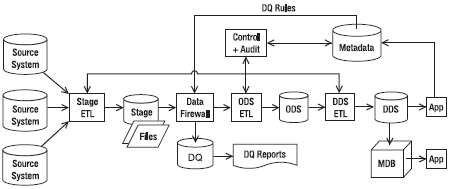 DQ Rules
Source
System
Controll
+ Audit
Metadata
Source
System
Stage
ETL
Stage
Files
Data
Firewall
ODS
ETL
ODS
DDS
ETL
DDS
App
Source
System
DQ
DQ Reports
MDB
App